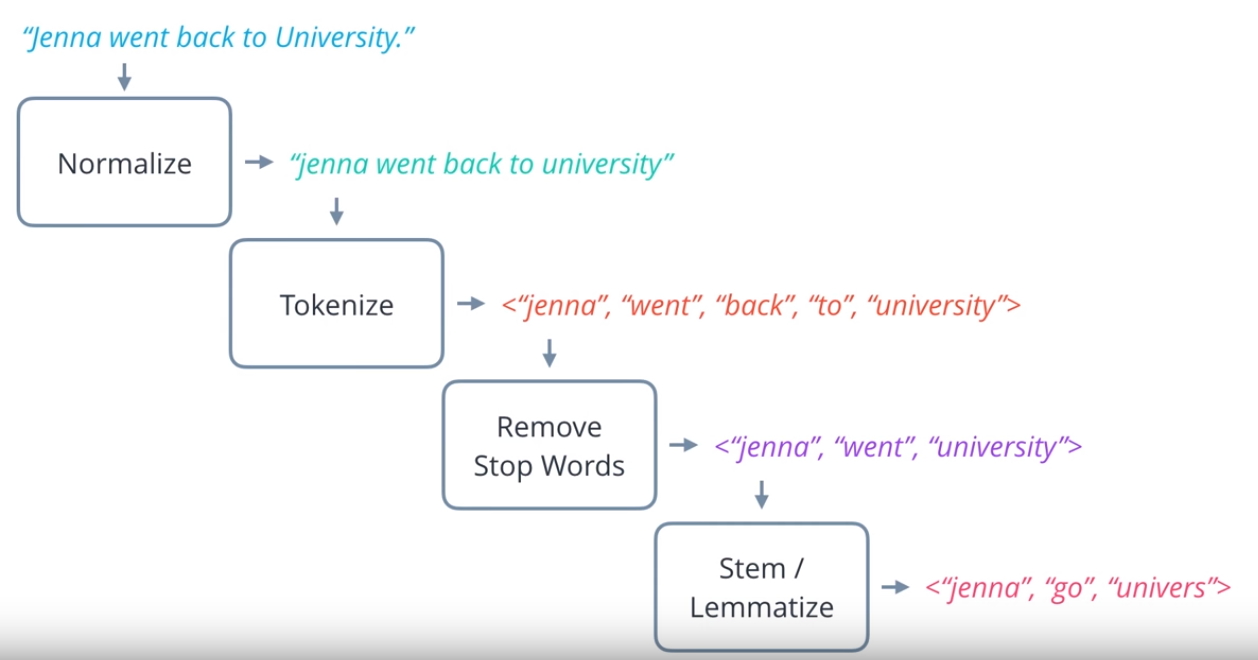 “Jenna went back to University.”
Normalize
“jenna went back to university”
Tokenize
<“jenna”, “went”, “back”, “to”, “university”>
Remove
Stop Words
<“jenna”, “went”, “university”>
Stem /
Lemmatize
<“jenna”, “go”, “univers”>